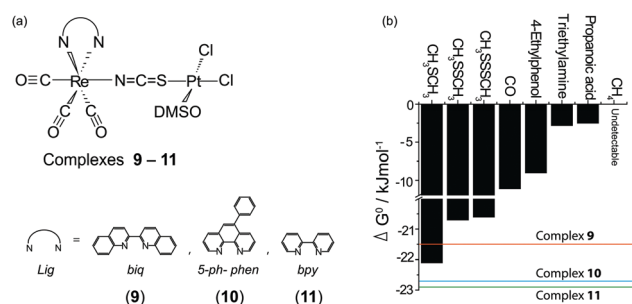 (a)
N N Cl
O≡C Re N=C=S Pt Cl
C C DMSO
O O
Complexes 9 – 11
Lig = biq , 5-ph- phen , bpy
N N N N N N N N
(9) (10) (11)
(b)
CH3SCH3
CH3SSCH3
CH3SSSCH3
CO
4-Ethylphenol
Triethylamine
Propanoic acid
CH4
Undetectable
Δ G0 / kJmol-1
0
-5
-10
-21
-22
-23
Complex 9
Complex 10
Complex 11